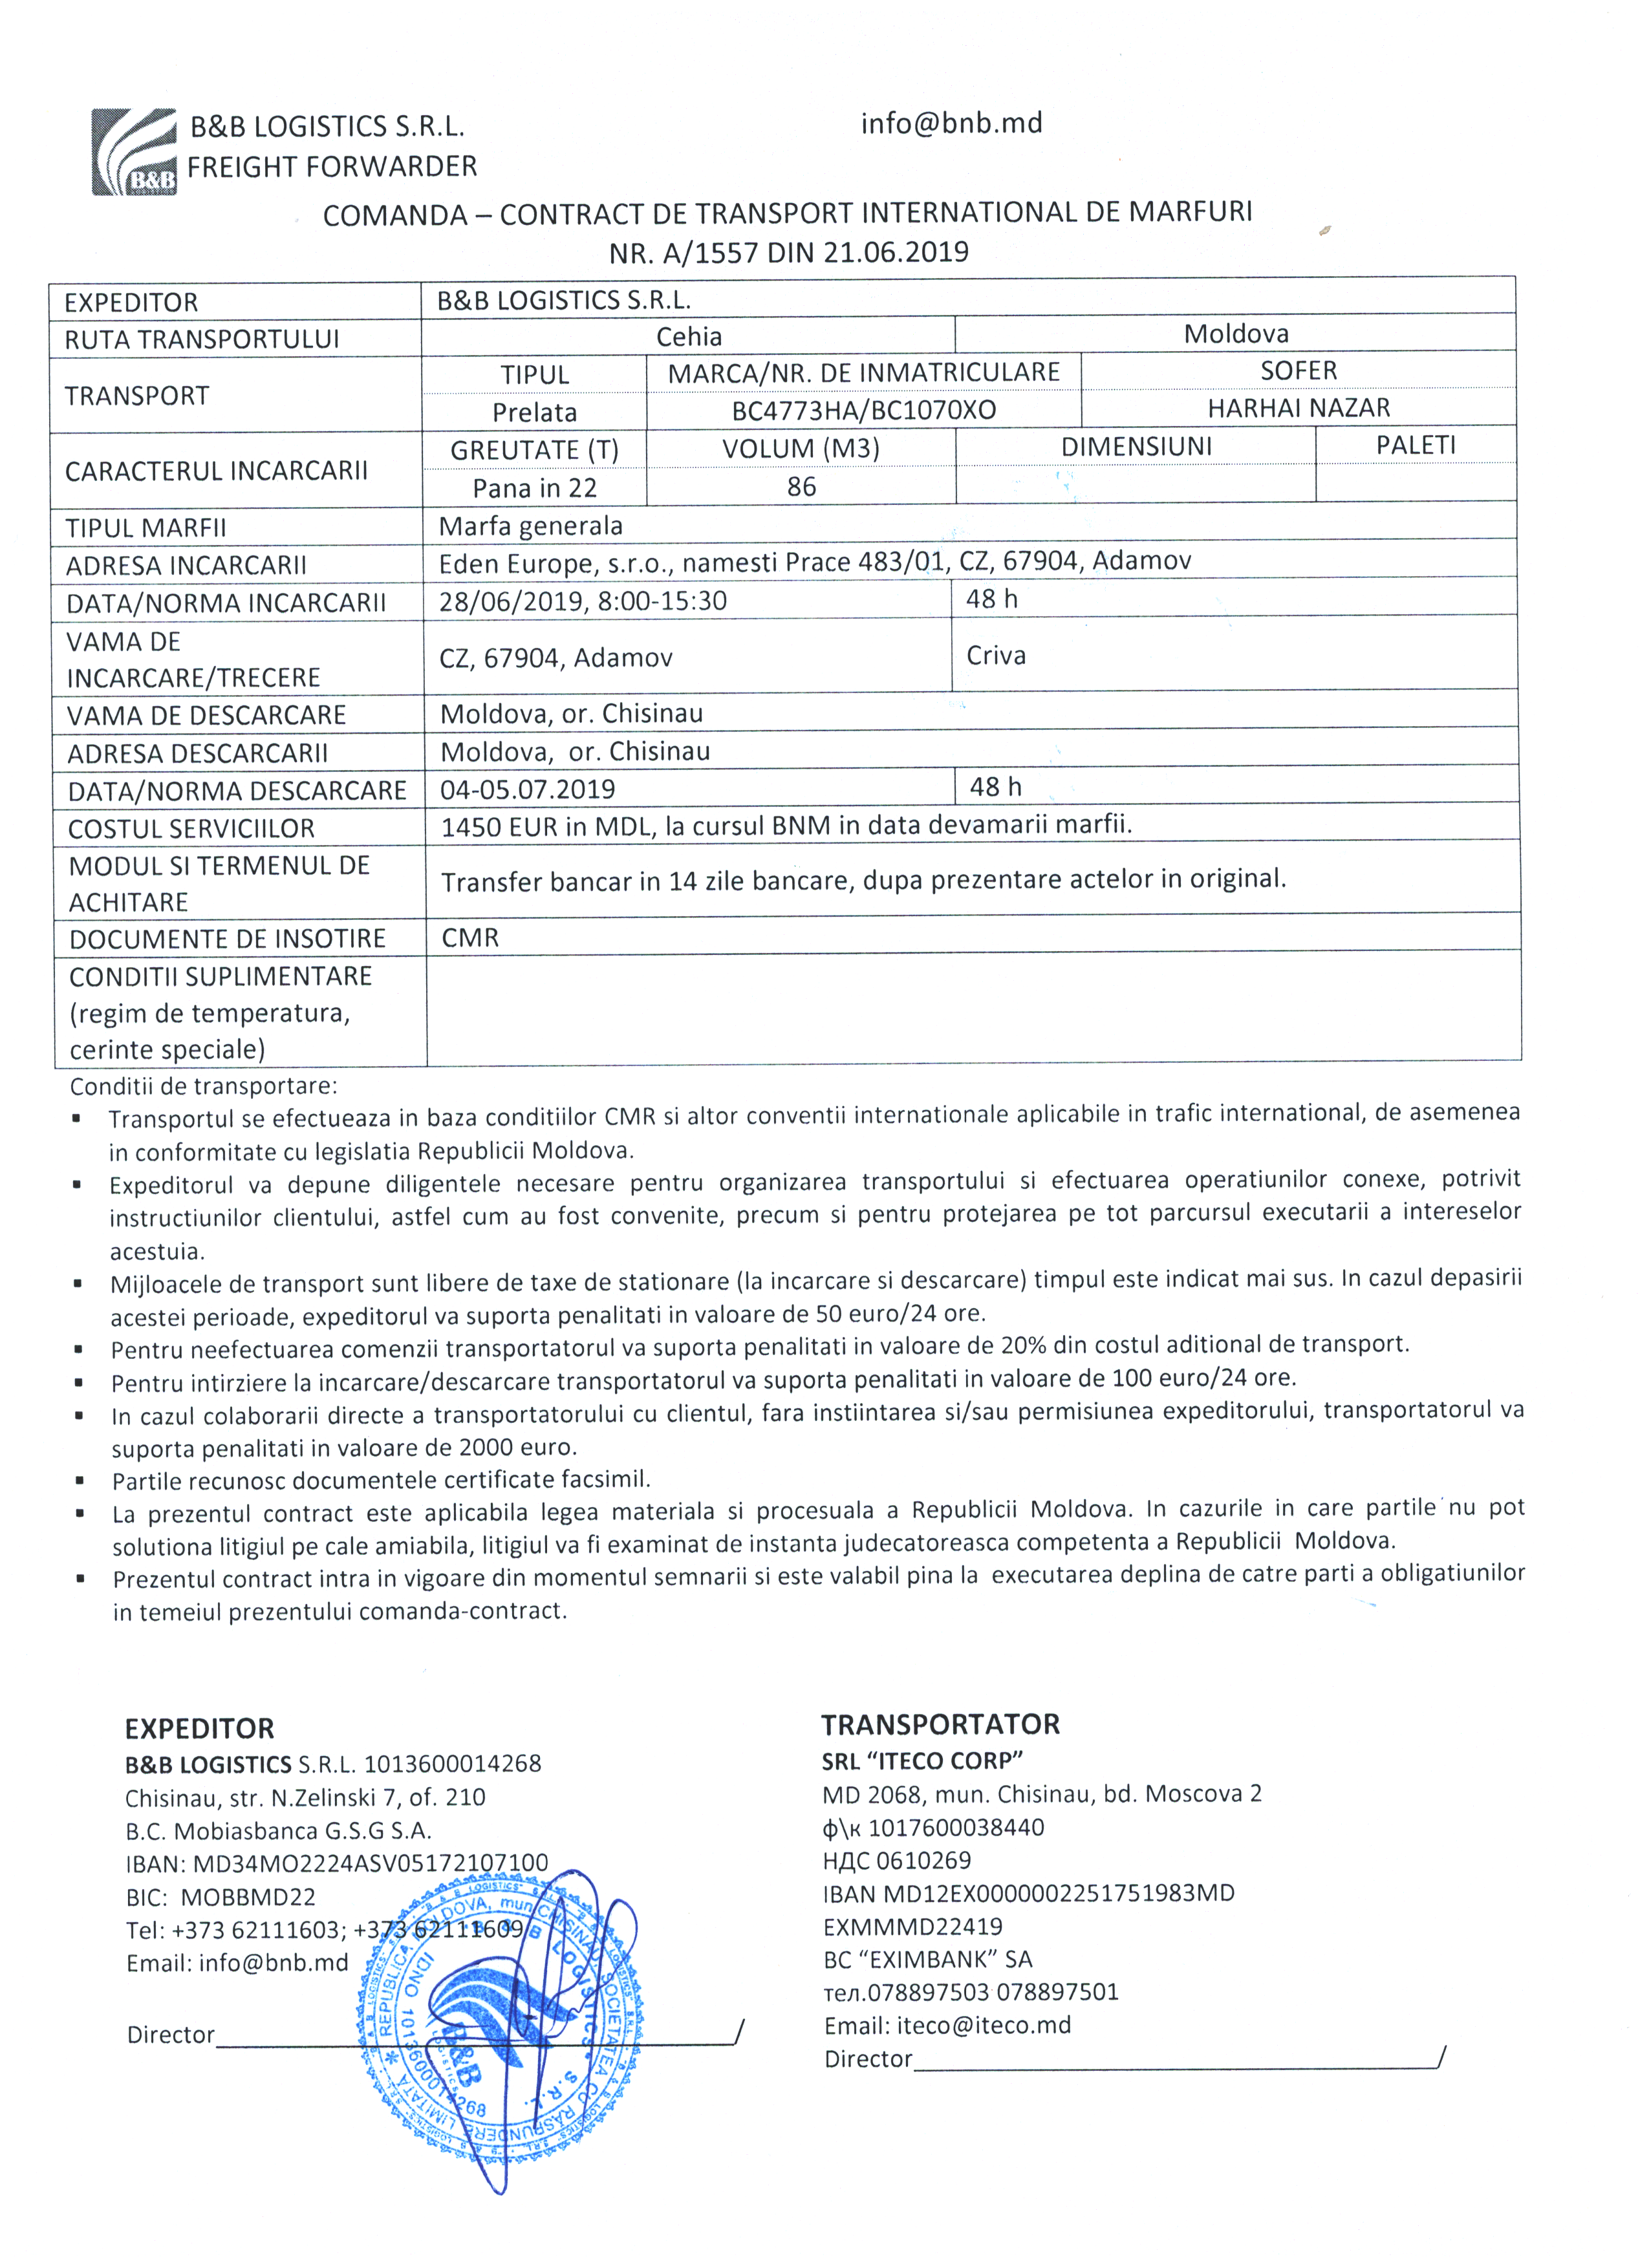 B&B LOGISTICS S.R.L.
info@bnb.md
FREIGHT FORWARDER
B&B
COMANDA – CONTRACT DE TRANSPORT INTERNATIONAL DE MARFURI
NR. A/1557 DIN 21.06.2019
EXPEDITOR B&B LOGISTICS S.R.L.
RUTA TRANSPORTULUI Cehia Moldova
TRANSPORT
TIPUL MARCA/NR. DE INMATRICULARE SOFER
Prelata BC4773HA/BC1070XO HARHAI NAZAR
CARACTERUL INCARCARII
GREUTATE (T) VOLUM (M3) DIMENSIUNI PALETI
Pana in 22 86
TIPUL MARFII Marfa generala
ADRESA INCARCARII Eden Europe, s.r.o., namesti Prace 483/01, CZ, 67904, Adamov
DATA/NORMA INCARCARII 28/06/2019, 8:00-15:30 48 h
VAMA DE
INCARCARE/TRECERE
CZ, 67904, Adamov Criva
VAMA DE DESCARCARE Moldova, or. Chisinau
ADRESA DESCARCARII Moldova, or. Chisinau
DATA/NORMA DESCARCARE 04-05.07.2019 48 h
COSTUL SERVICIILOR 1450 EUR in MDL, la cursul BNM in data devamarii marfii.
MODUL SI TERMENUL DE
ACHITARE
Transfer bancar in 14 zile bancare, dupa prezentare actelor in original.
DOCUMENTE DE INSOTIRE CMR
CONDITII SUPLIMENTARE
(regim de temperatura,
cerinte speciale)
Conditii de transportare:
▪ Transportul se efectueaza in baza conditiilor CMR si altor conventii internationale aplicabile in trafic international, de asemenea
in conformitate cu legislatia Republicii Moldova.
▪ Expeditorul va depune diligentele necesare pentru organizarea transportului si efectuarea operatiunilor conexe, potrivit
instructiunilor clientului, astfel cum au fost convenite, precum si pentru protejarea pe tot parcursul executarii a intereselor
acestuia.
▪ Mijloacele de transport sunt libere de taxe de stationare (la incarcare si descarcare) timpul este indicat mai sus. In cazul depasirii
acestei perioade, expeditorul va suporta penalitati in valoare de 50 euro/24 ore.
▪ Pentru neefectuarea comenzii transportatorul va suporta penalitati in valoare de 20% din costul aditional de transport.
▪ Pentru intirziere la incarcare/descarcare transportatorul va suporta penalitati in valoare de 100 euro/24 ore.
▪ In cazul colaborarii directe a transportatorului cu clientul, fara instiintarea si/sau permisiunea expeditorului, transportatorul va
suporta penalitati in valoare de 2000 euro.
▪ Partile recunosc documentele certificate facsimil.
▪ La prezentul contract este aplicabila legea materiala si procesuala a Republicii Moldova. In cazurile in care partile nu pot
solutiona litigiul pe cale amiabila, litigiul va fi examinat de instanta judecatoreasca competenta a Republicii Moldova.
▪ Prezentul contract intra in vigoare din momentul semnarii si este valabil pina la executarea deplina de catre parti a obligatiunilor
in temeiul prezentului comanda-contract.
EXPEDITOR
B&B LOGISTICS S.R.L. 1013600014268
Chisinau, str. N.Zelinski 7, of. 210
B.C. Mobiasbanca G.S.G S.A.
IBAN: MD34MO2224ASV05172107100
BIC: MOBBMD22
Tel: +373 62111603; +373 62111609
Email: info@bnb.md
Director /
TRANSPORTATOR
SRL “ITECO CORP”
MD 2068, mun. Chisinau, bd. Moscova 2
ф\к 1017600038440
НДС 0610269
IBAN MD12EX0000002251751983MD
EXMMMD22419
BC “EXIMBANK” SA
тел.078897503 078897501
Email: iteco@iteco.md
Director /
REPUBLICA MOLDOVA, mun. CHISINAU
SOCIETATEA CU RASPUNDERE LIMITATĂ
B & B LOGISTICS S.R.L.
IDNO 1013600014268
B&B
LOGISTICS